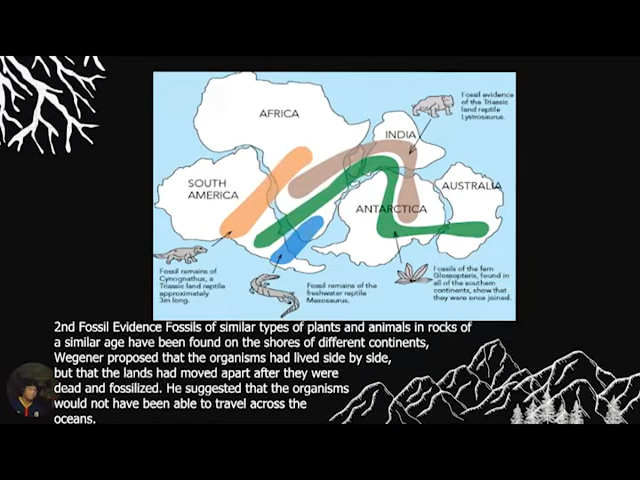 Fossil evidence
of the Triassic
land reptile
Lystrosaurus.
AFRICA
INDIA
SOUTH
AMERICA
AUSTRALIA
ANTARCTICA
Fossil remains of
Cynognathus, a
Triassic land reptile
approximately
3m long.
Fossil remains of the
freshwater reptile
Mesosaurus.
Fossils of the fern
Glossopteris, found in
all of the southern
continents, show that
they were once joined.
2nd Fossil Evidence Fossils of similar types of plants and animals in rocks of
a similar age have been found on the shores of different continents,
Wegener proposed that the organisms had lived side by side,
but that the lands had moved apart after they were
dead and fossilized. He suggested that the organisms
would not have been able to travel across the
oceans.